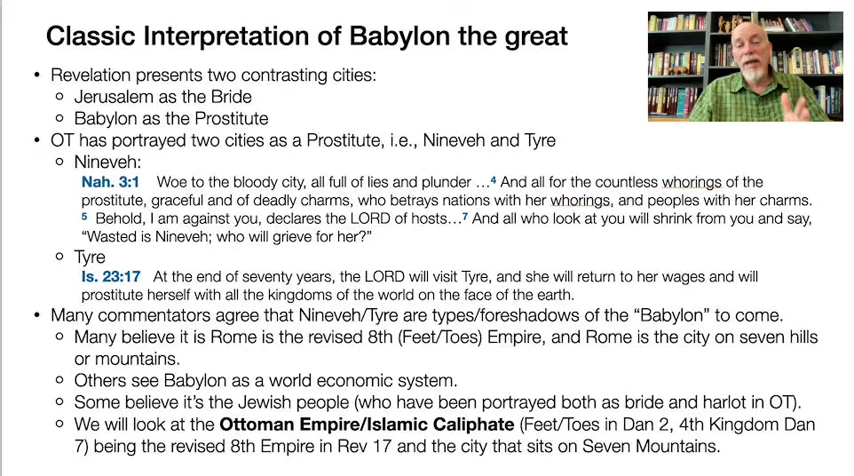 Classic Interpretation of Babylon the great
• Revelation presents two contrasting cities:
○ Jerusalem as the Bride
○ Babylon as the Prostitute
• OT has portrayed two cities as a Prostitute, i.e., Nineveh and Tyre
○ Nineveh:
Nah. 3:1 Woe to the bloody city, all full of lies and plunder …4 And all for the countless whorings of the
prostitute, graceful and of deadly charms, who betrays nations with her whorings, and peoples with her charms.
5 Behold, I am against you, declares the LORD of hosts…7 And all who look at you will shrink from you and say,
“Wasted is Nineveh; who will grieve for her?”
○ Tyre
Is. 23:17 At the end of seventy years, the LORD will visit Tyre, and she will return to her wages and will
prostitute herself with all the kingdoms of the world on the face of the earth.
• Many commentators agree that Nineveh/Tyre are types/foreshadows of the “Babylon” to come.
○ Many believe it is Rome is the revised 8th (Feet/Toes) Empire, and Rome is the city on seven hills
or mountains.
○ Others see Babylon as a world economic system.
○ Some believe it’s the Jewish people (who have been portrayed both as bride and harlot in OT).
○ We will look at the Ottoman Empire/Islamic Caliphate (Feet/Toes in Dan 2, 4th Kingdom Dan
7) being the revised 8th Empire in Rev 17 and the city that sits on Seven Mountains.